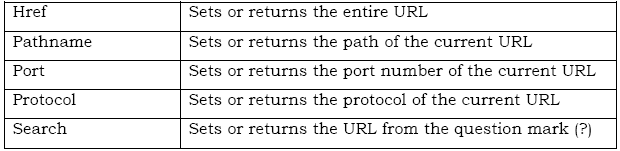 Href Sets or returns the entire URL
Pathname Sets or returns the path of the current URL
Port Sets or returns the port number of the current URL
Protocol Sets or returns the protocol of the current URL
Search Sets or returns the URL from the question mark (?)